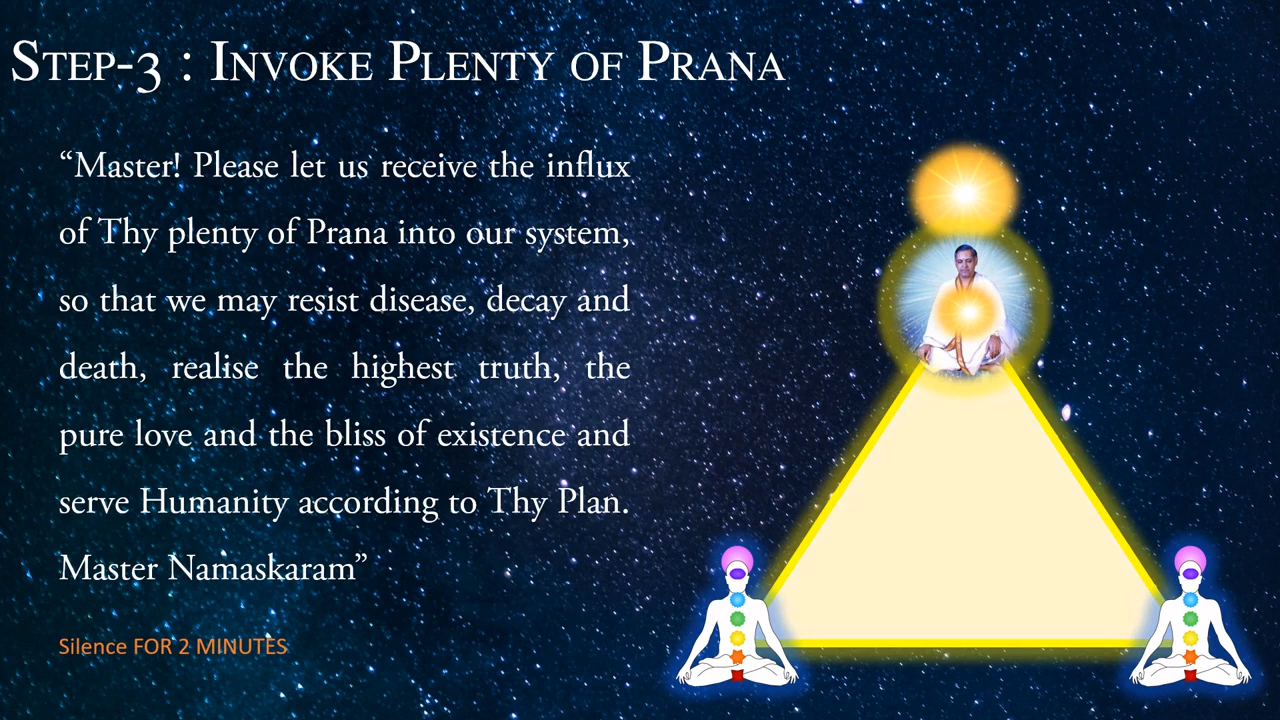 Step-3 : Invoke Plenty of Prana
“Master! Please let us receive the influx
of Thy plenty of Prana into our system,
so that we may resist disease, decay and
death, realise the highest truth, the
pure love and the bliss of existence and
serve Humanity according to Thy Plan.
Master Namaskaram”
Silence FOR 2 MINUTES